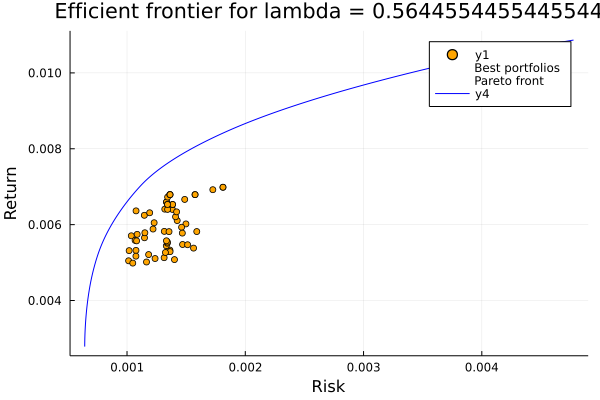 Efficient frontier for lambda = 0.5644554455445544
0.010
0.008
0.006
0.004
Return
0.001
0.002
0.003
0.004
Risk
y1
Best portfolios
Pareto front
y4